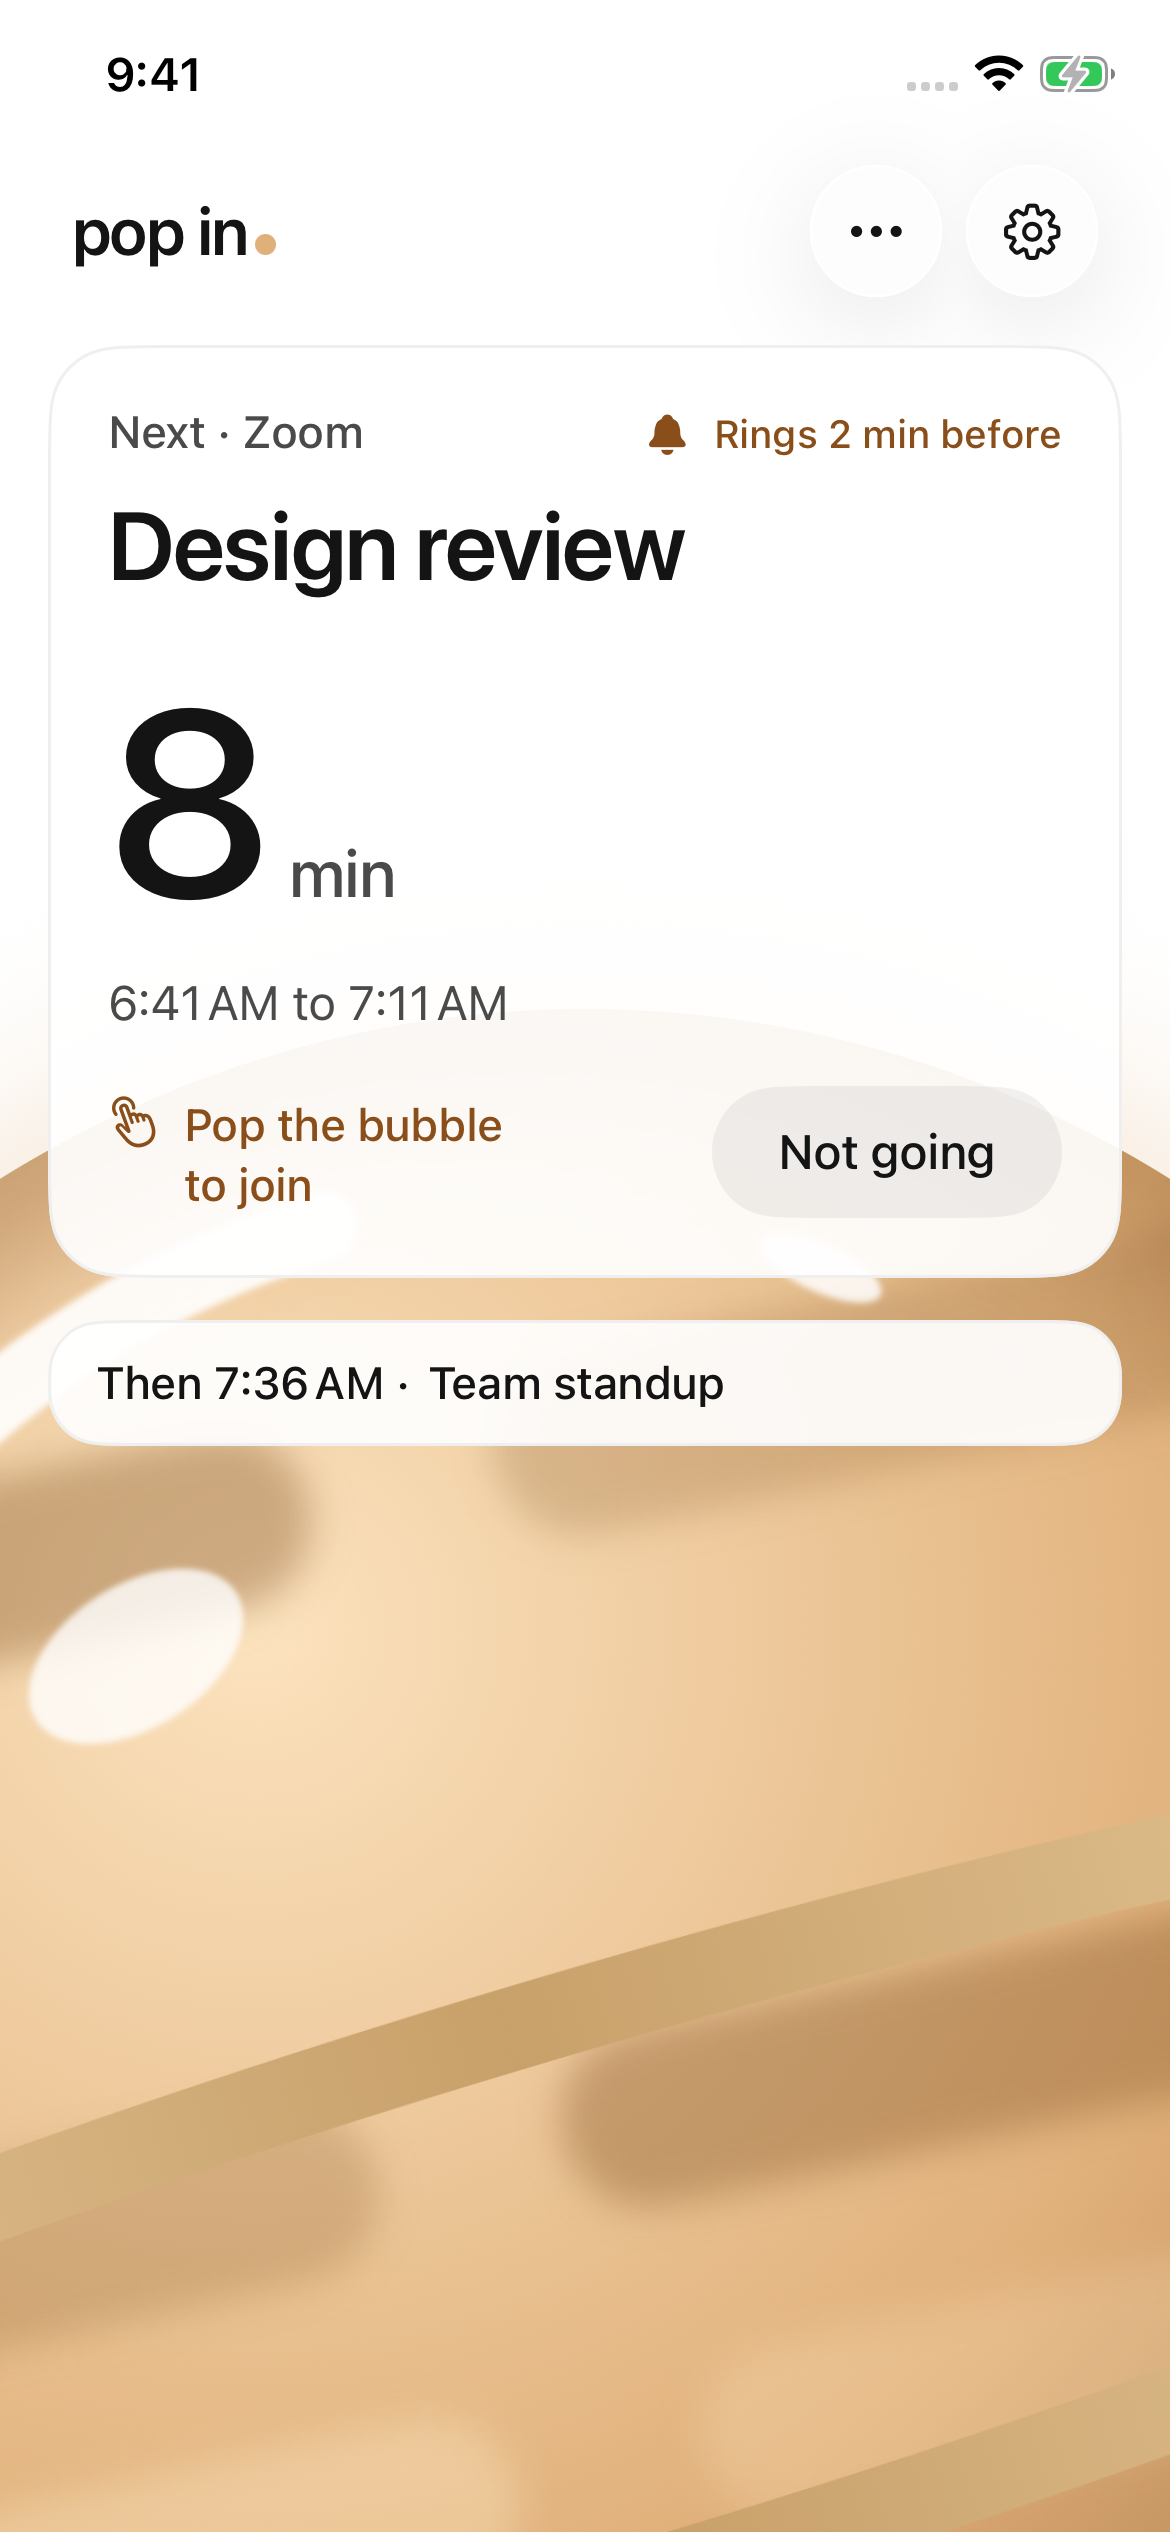 9:41
pop in
Next · Zoom
Rings 2 min before
Design review
8 min
6:41 AM to 7:11 AM
Pop the bubble
to join
Not going
Then 7:36 AM · Team standup